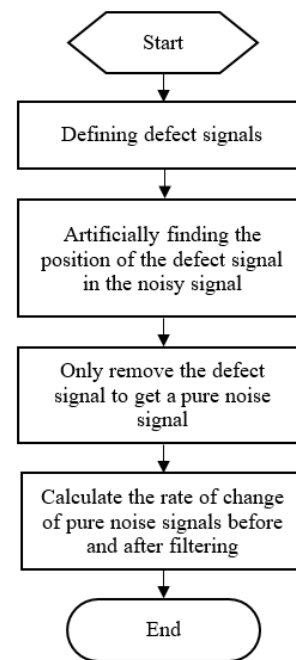 Start
Defining defect signals
Artificially finding the
position of the defect signal
in the noisy signal
Only remove the defect
signal to get a pure noise
signal
Calculate the rate of change
of pure noise signals before
and after filtering
End